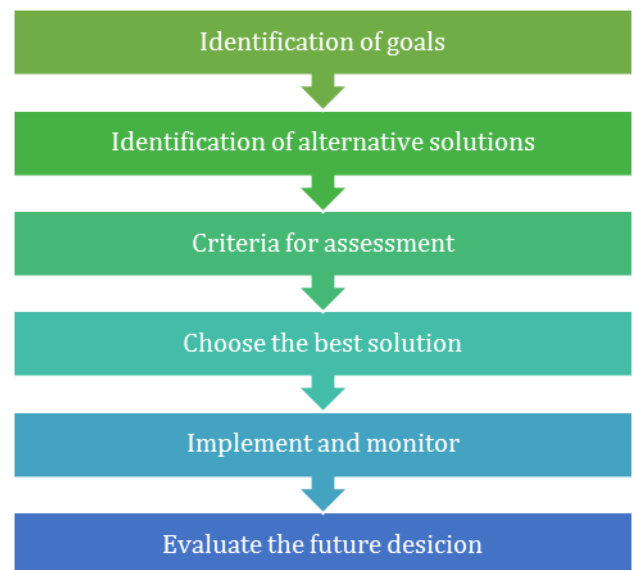 Identification of goals
Identification of alternative solutions
Criteria for assessment
Choose the best solution
Implement and monitor
Evaluate the future desicion